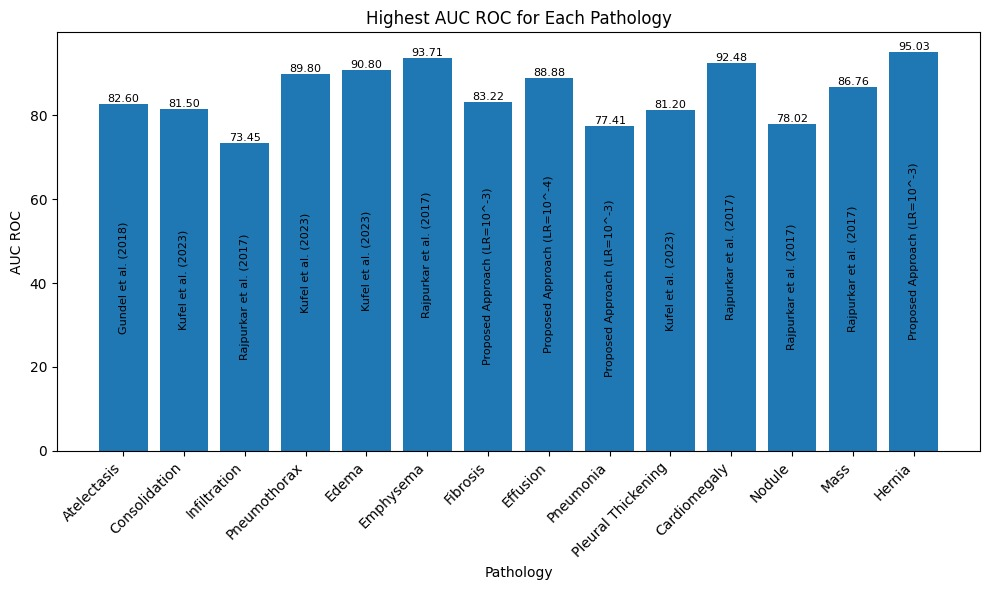 Highest AUC ROC for Each Pathology
AUC ROC
80
60
40
20
0
82.60
81.50
73.45
89.80
90.80
93.71
83.22
88.88
77.41
81.20
92.48
78.02
86.76
95.03
Gundel et al. (2018)
Kufel et al. (2023)
Rajpurkar et al. (2017)
Kufel et al. (2023)
Kufel et al. (2023)
Rajpurkar et al. (2017)
Proposed Approach (LR=10^-3)
Proposed Approach (LR=10^-4)
Proposed Approach (LR=10^-3)
Kufel et al. (2023)
Rajpurkar et al. (2017)
Rajpurkar et al. (2017)
Rajpurkar et al. (2017)
Proposed Approach (LR=10^-3)
Atelectasis
Consolidation
Infiltration
Pneumothorax
Edema
Emphysema
Fibrosis
Effusion
Pneumonia
Pleural Thickening
Cardiomegaly
Nodule
Mass
Hernia
Pathology